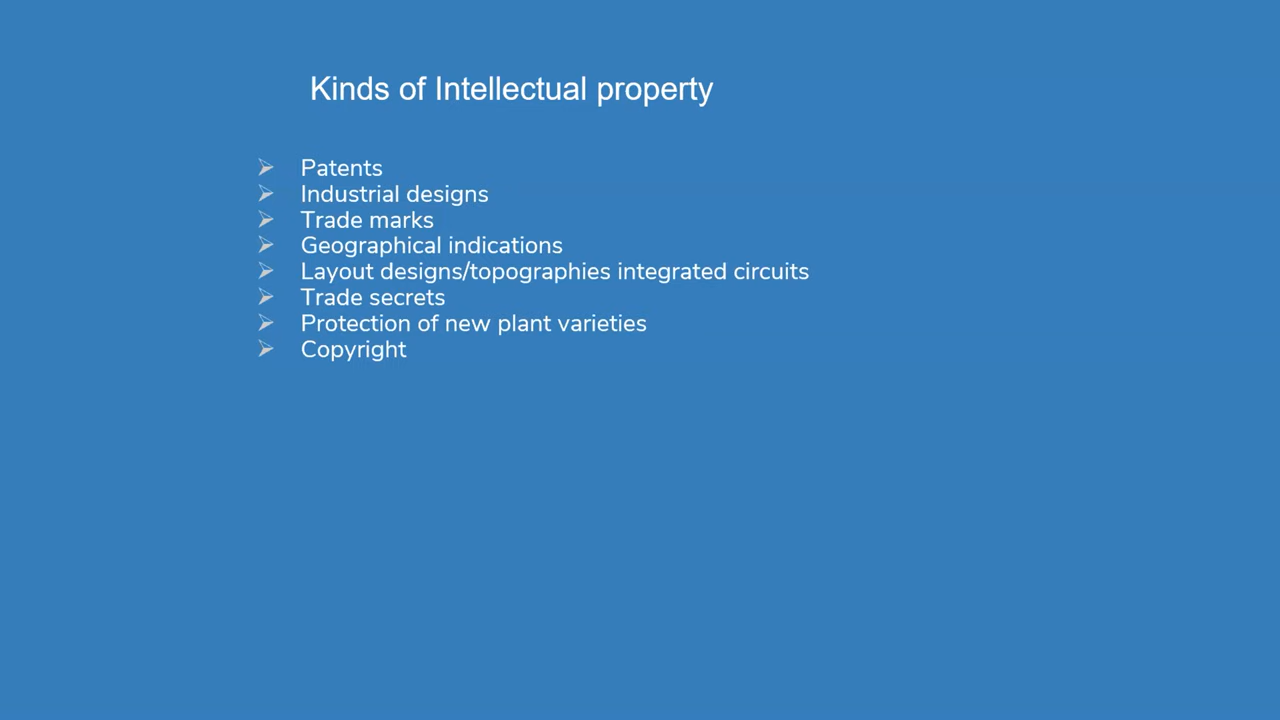 Kinds of Intellectual property
➢ Patents
➢ Industrial designs
➢ Trade marks
➢ Geographical indications
➢ Layout designs/topographies integrated circuits
➢ Trade secrets
➢ Protection of new plant varieties
➢ Copyright